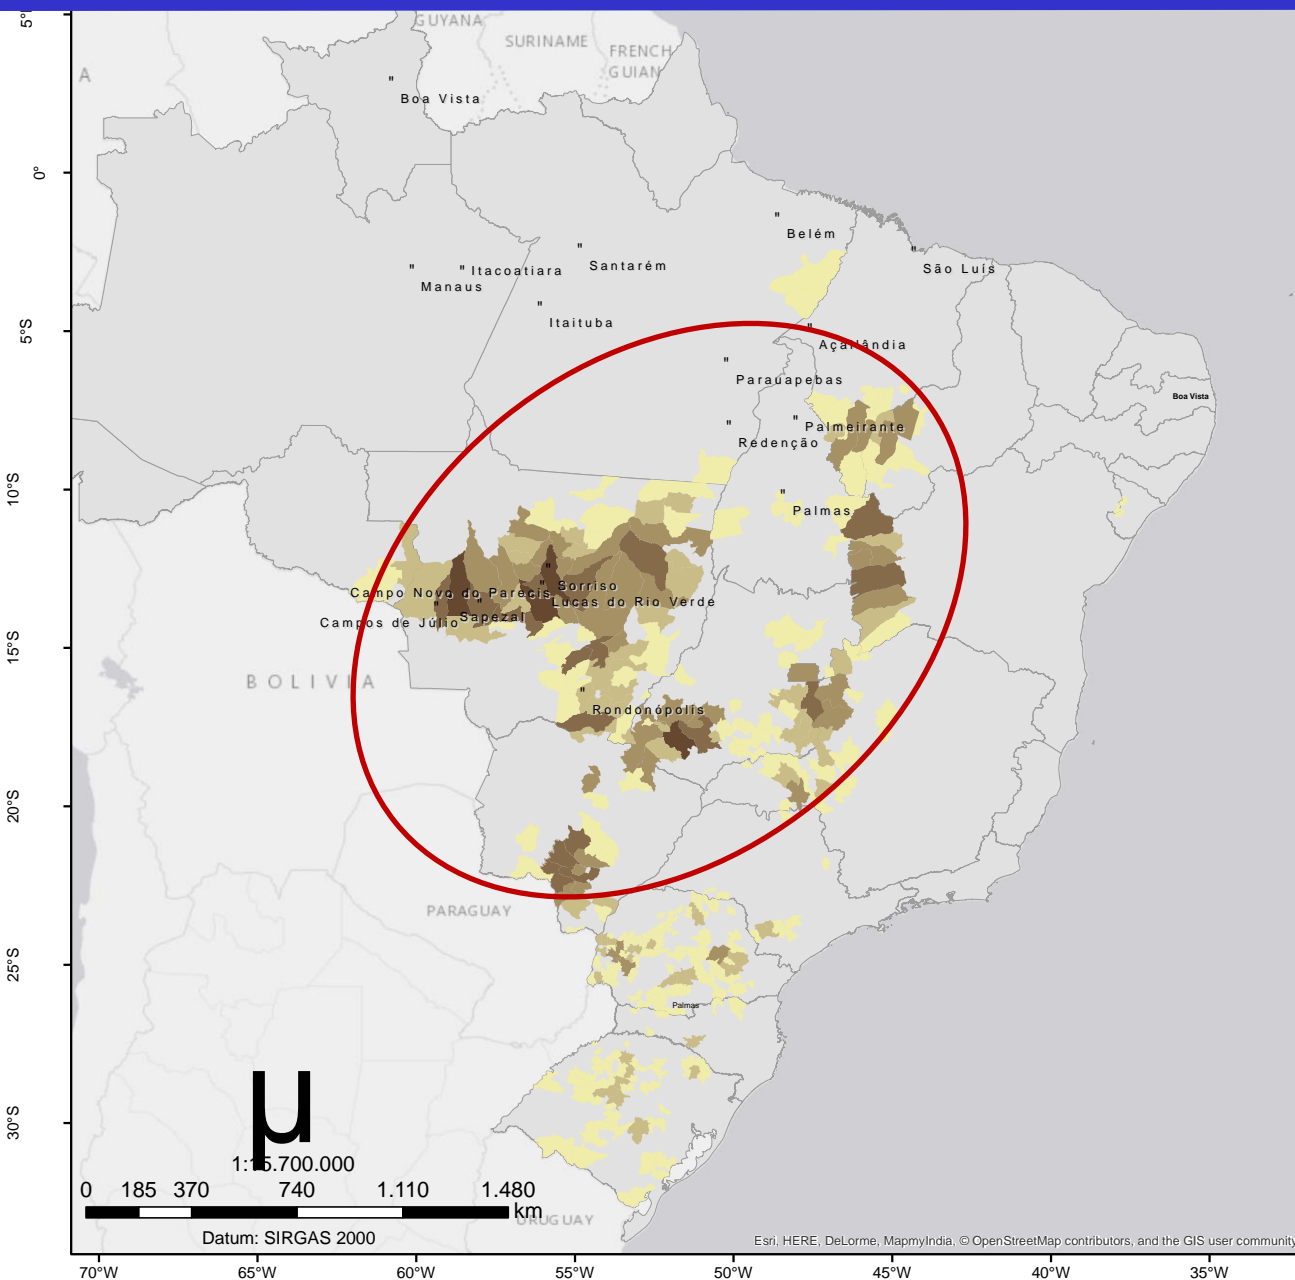 5°
GUYANA
SURINAME
FRENCH
GUIAN
A
Boa Vista
0°
Belém
Itacoatiara
Santarém
São Luís
Manaus
Itaituba
5°S
Açailândia
Parauapebas
Boa Vista
Palmeirante
Redenção
10°S
Palmas
Sorriso
Campo Novo do Parecis
Lucas do Rio Verde
Sapezal
Campos de Júlio
15°S
BOLIVIA
Rondonópolis
20°S
PARAGUAY
25°S
Palmas
30°S
µ
1:15.700.000
0 185 370 740 1.110 1.480
km
URUGUAY
Datum: SIRGAS 2000
Esri, HERE, DeLorme, MapmyIndia, © OpenStreetMap contributors, and the GIS user community
70°W 65°W 60°W 55°W 50°W 45°W 40°W 35°W